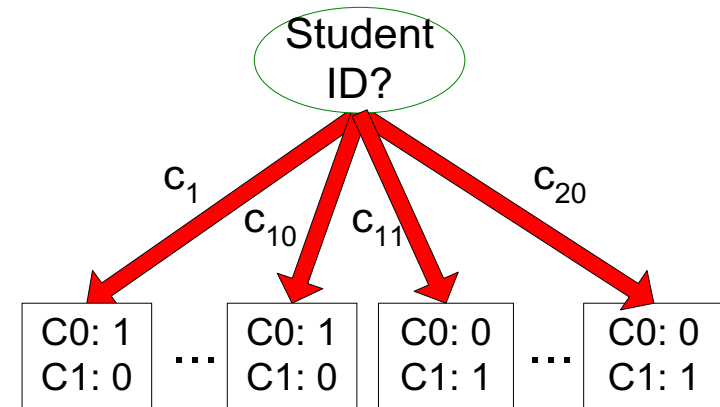 Student
ID?
c₁
c₁₀
c₁₁
c₂₀
C0: 1
C1: 0
...
C0: 1
C1: 0
C0: 0
C1: 1
...
C0: 0
C1: 1